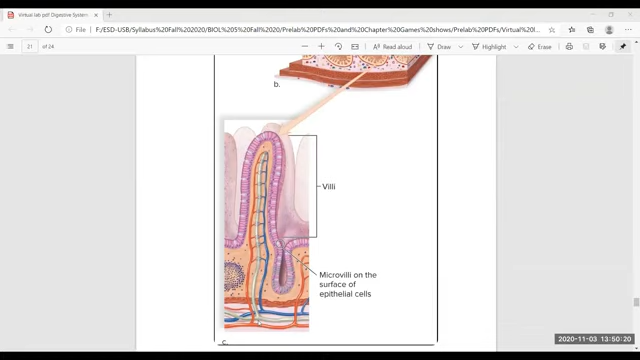 Virtual lab pdf Digestive System
File
F:/ESD-USB/Syllabus%20Fall%202020/BIOL%205%20Fall%20/Prelab%20PDFs%20and%20Chapter%20Games%20shows/Prelab%20PDFs/Virtual%20l...
21 of 24
Read aloud
Draw
Highlight
Erase
b.
Villi
Microvilli on the
surface of
epithelial cells
c.
2020-11-03 13:50:20